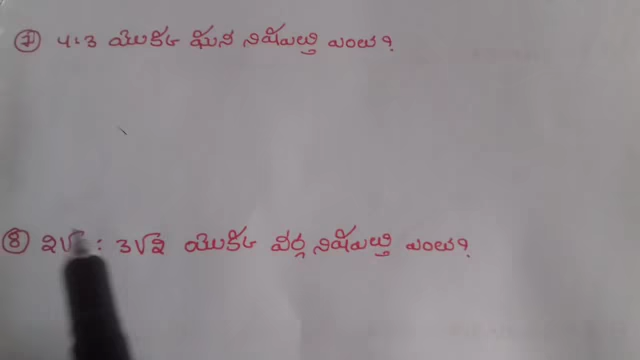 ⑦ 4:3 యొక్క ఘన నిష్పత్తి ఎంత?
⑧ 2√ : 3√2 యొక్క వర్గ నిష్పత్తి ఎంత?